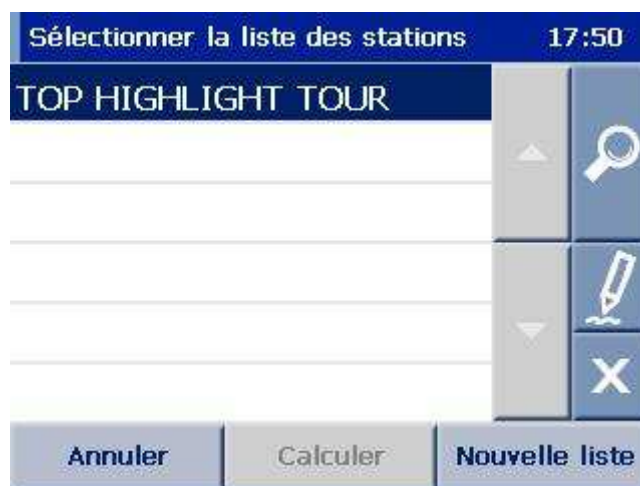 Sélectionner la liste des stations 17:50
TOP HIGHLIGHT TOUR
Annuler Calculer Nouvelle liste